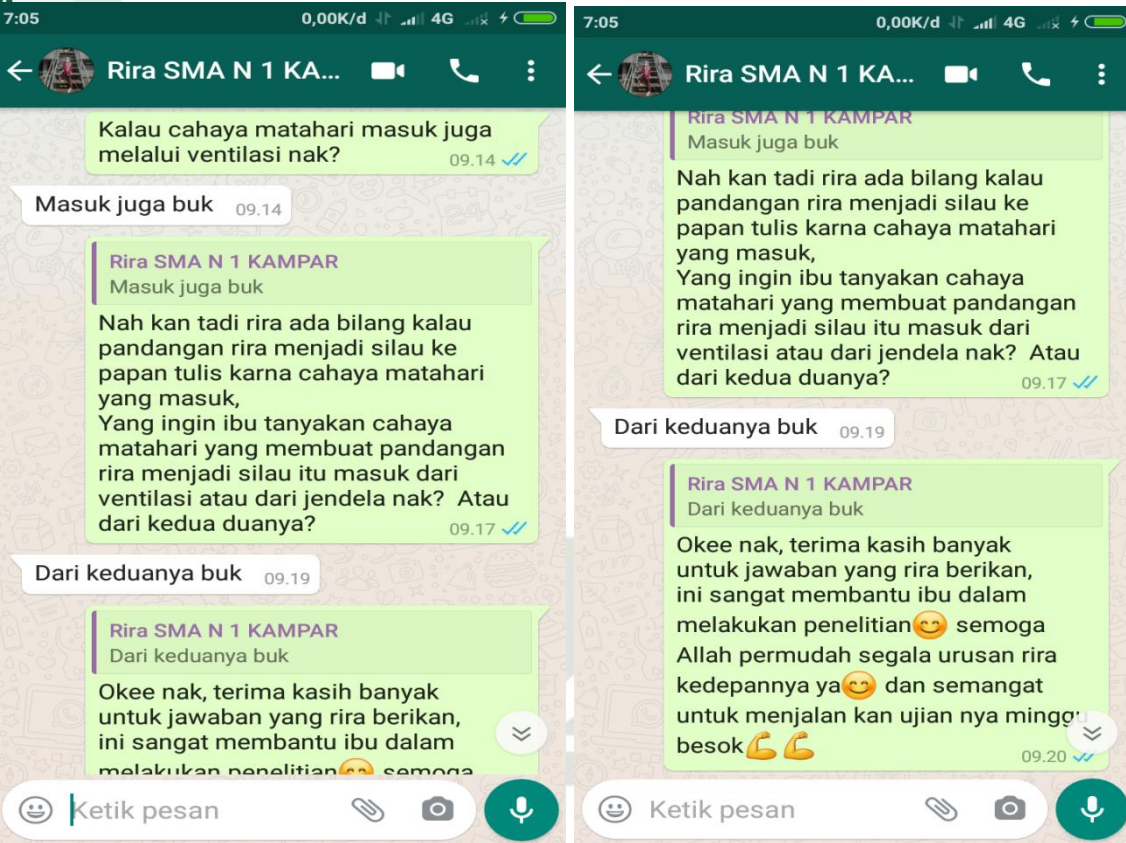 7:05
0,00K/d
4G
Rira SMA N 1 KA...
Kalau cahaya matahari masuk juga
melalui ventilasi nak?
09.14
Masuk juga buk
09.14
Rira SMA N 1 KAMPAR
Masuk juga buk
Nah kan tadi rira ada bilang kalau
pandangan rira menjadi silau ke
papan tulis karna cahaya matahari
yang masuk,
Yang ingin ibu tanyakan cahaya
matahari yang membuat pandangan
rira menjadi silau itu masuk dari
ventilasi atau dari jendela nak? Atau
dari kedua duanya?
09.17
Dari keduanya buk
09.19
Rira SMA N 1 KAMPAR
Dari keduanya buk
Okee nak, terima kasih banyak
untuk jawaban yang rira berikan,
ini sangat membantu ibu dalam
melakukan penelitian😊 semoga
Ketik pesan
7:05
0,00K/d
4G
Rira SMA N 1 KA...
Rira SMA N 1 KAMPAR
Masuk juga buk
Nah kan tadi rira ada bilang kalau
pandangan rira menjadi silau ke
papan tulis karna cahaya matahari
yang masuk,
Yang ingin ibu tanyakan cahaya
matahari yang membuat pandangan
rira menjadi silau itu masuk dari
ventilasi atau dari jendela nak? Atau
dari kedua duanya?
09.17
Dari keduanya buk
09.19
Rira SMA N 1 KAMPAR
Dari keduanya buk
Okee nak, terima kasih banyak
untuk jawaban yang rira berikan,
ini sangat membantu ibu dalam
melakukan penelitian😊 semoga
Allah permudah segala urusan rira
kedepannya ya😊 dan semangat
untuk menjalan kan ujian nya minggu
besok💪💪
09.20
Ketik pesan